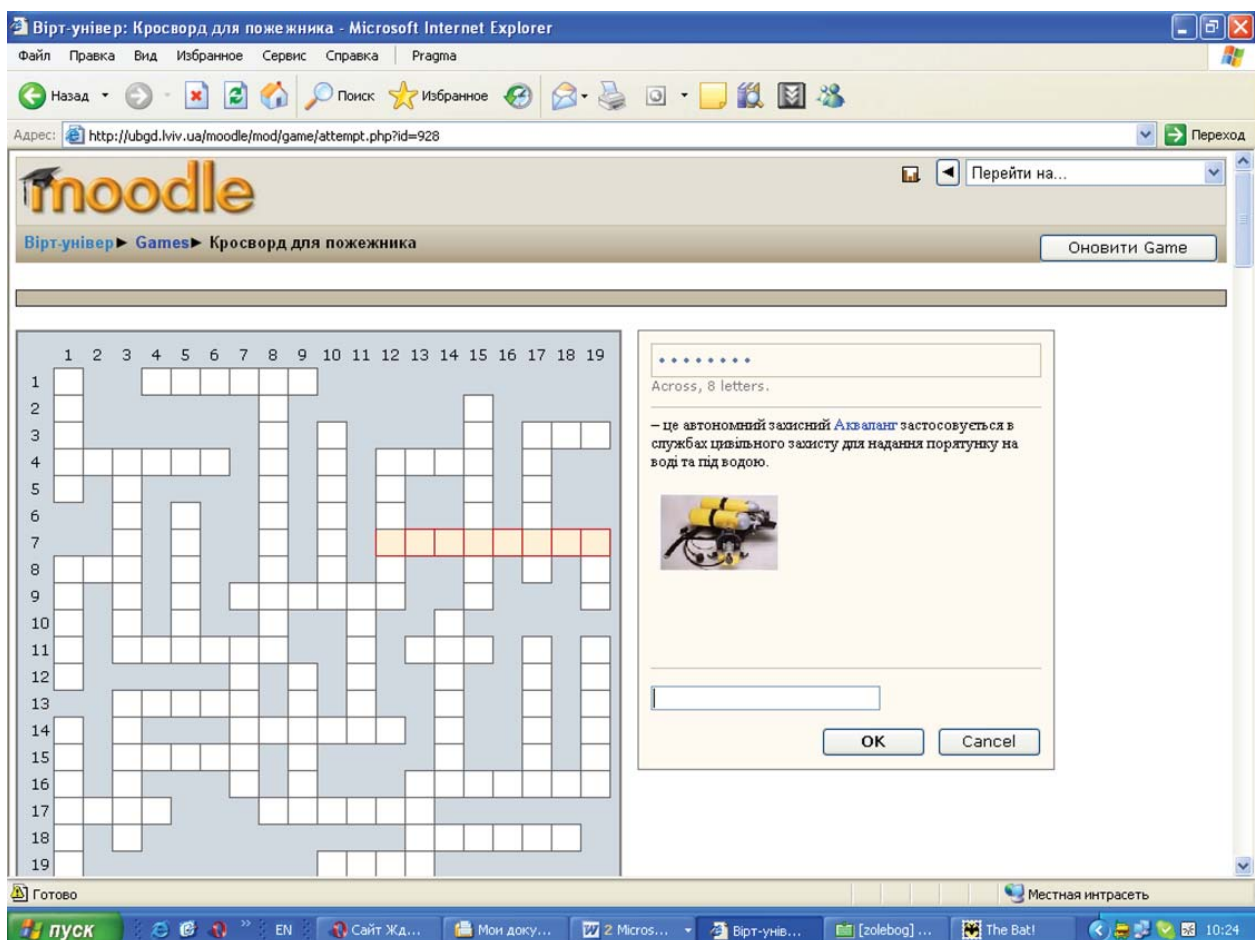 Вірт-універ: Кросворд для пожежника - Microsoft Internet Explorer
Файл Правка Вид Избранное Сервис Справка Pragma
Назад Поиск Избранное
Адрес: http://ubgd.lviv.ua/moodle/mod/game/attempt.php?id=928 Переход
moodle
Перейти на...
Вірт-універ► Games► Кросворд для пожежника
Оновити Game
1 2 3 4 5 6 7 8 9 10 11 12 13 14 15 16 17 18 19
1
2
3
4
5
6
7
8
9
10
11
12
13
14
15
16
17
18
19
Across, 8 letters.
– це автономний захисний Акваланг застосовується в
службах цивільного захисту для надання порятунку на
воді та під водою.
OK Cancel
Готово
Местная интрасеть
пуск
EN
Сайт Жд...
Мои доку...
2 Micros...
Вірт-унів...
[zolebog] ...
The Bat!
10:24